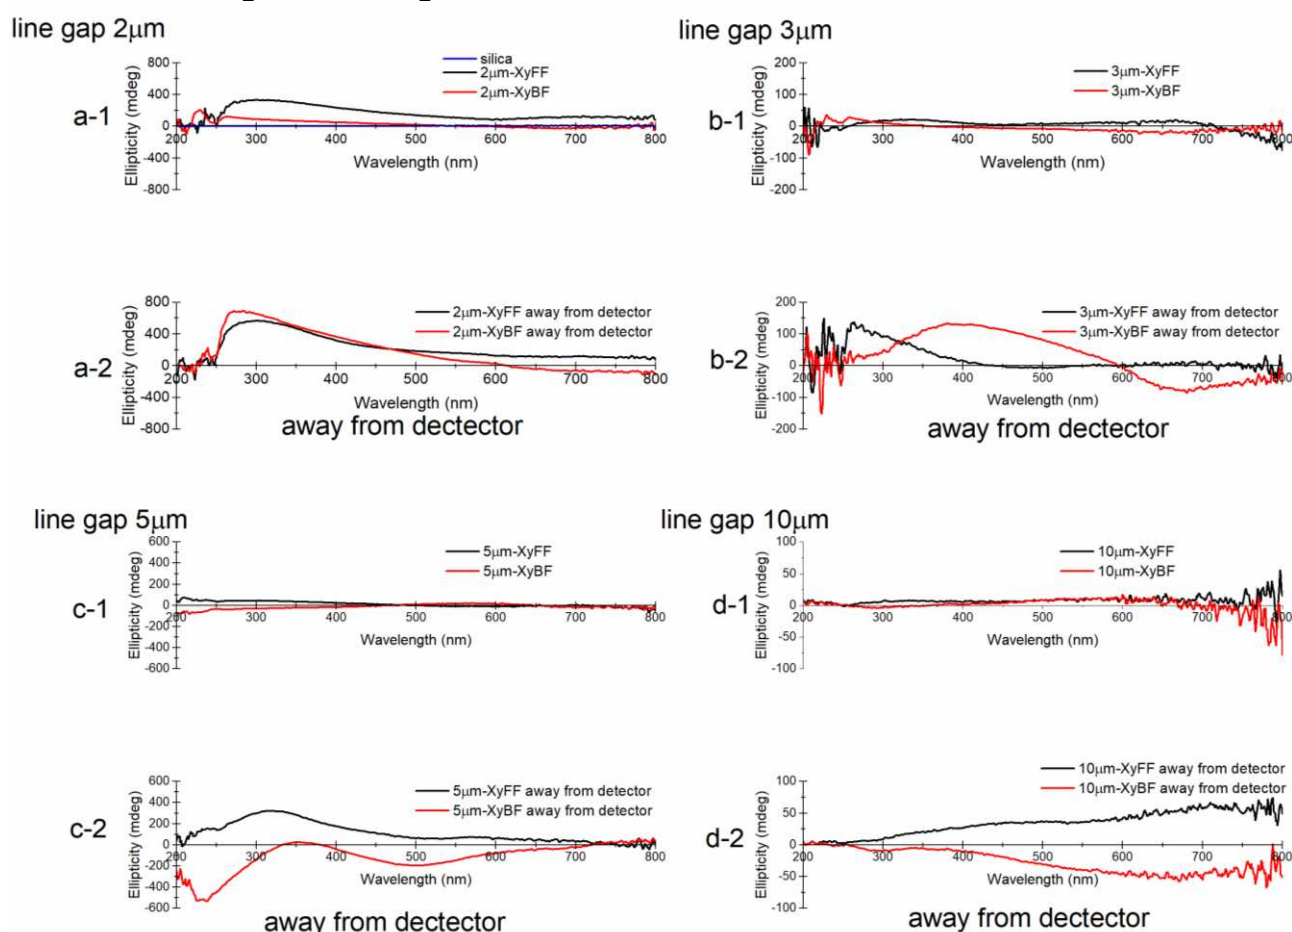 line gap 2μm
a-1
Ellipticity (mdeg)
800
400
0
-400
-800
200 300 400 500 600 700 800
Wavelength (nm)
silica
2μm-XyFF
2μm-XyBF
line gap 3μm
b-1
Ellipticity (mdeg)
200
100
0
-100
-200
200 300 400 500 600 700 800
Wavelength (nm)
3μm-XyFF
3μm-XyBF
a-2
Ellipticity (mdeg)
800
400
0
-400
-800
200 300 400 500 600 700 800
Wavelength (nm)
2μm-XyFF away from detector
2μm-XyBF away from detector
away from dectector
b-2
Ellipticity (mdeg)
200
100
0
-100
-200
200 300 400 500 600 700 800
Wavelength (nm)
3μm-XyFF away from detector
3μm-XyBF away from detector
away from dectector
line gap 5μm
c-1
Ellipticity (mdeg)
600
400
200
0
-200
-400
-600
200 300 400 500 600 700 800
Wavelength (nm)
5μm-XyFF
5μm-XyBF
line gap 10μm
d-1
Ellipticity (mdeg)
100
50
0
-50
-100
200 300 400 500 600 700 800
Wavelength (nm)
10μm-XyFF
10μm-XyBF
c-2
Ellipticity (mdeg)
600
400
200
0
-200
-400
-600
200 300 400 500 600 700 800
Wavelength (nm)
5μm-XyFF away from detector
5μm-XyBF away from detector
away from dectector
d-2
Ellipticity (mdeg)
100
50
0
-50
-100
200 300 400 500 600 700 800
Wavelength (nm)
10μm-XyFF away from detector
10μm-XyBF away from detector
away from dectector